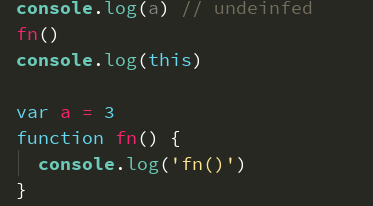 console.log(a) // undeinfed
fn()
console.log(this)
var a = 3
function fn() {
console.log('fn()')
}